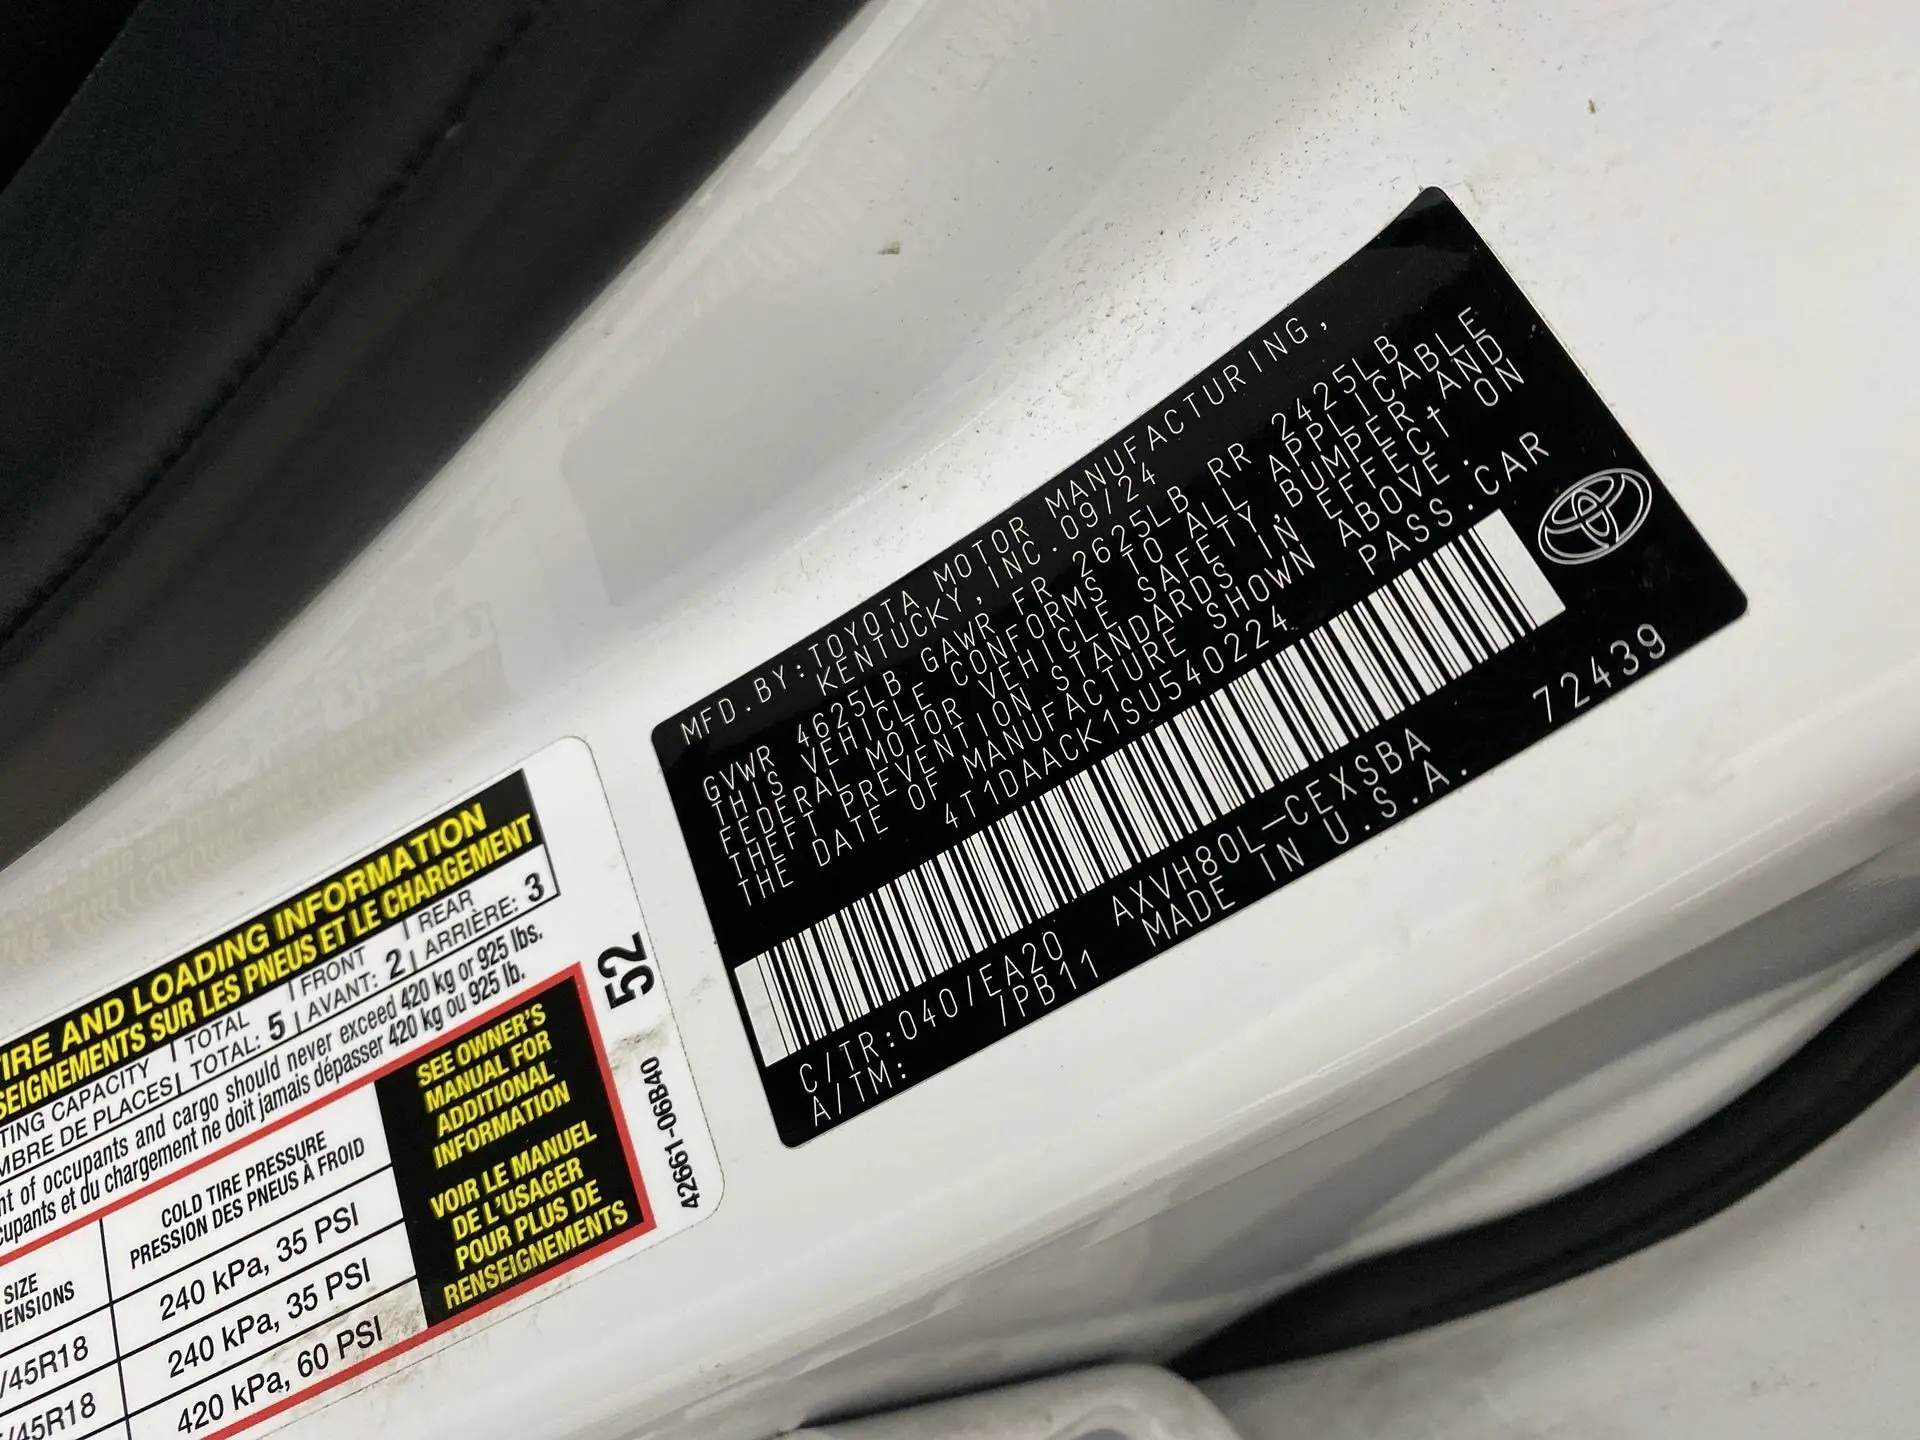 MFD.BY:TOYOTA MOTOR MANUFACTURING,
KENTUCKY,INC.09/24
GVWR 4625LB GAWR FR 2625LB RR 2425LB
THIS VEHICLE CONFORMS TO ALL APPLICABLE
FEDERAL MOTOR VEHICLE SAFETY,BUMPER AND
THEFT PREVENTION STANDARDS IN EFFECT ON
THE DATE OF MANUFACTURE SHOWN ABOVE.
4T1DAACK1SU540224 PASS.CAR
C/TR:040/EA20 AXVH80L-CEXSBA 72439
A/TM: /PB11 MADE IN U.S.A.
TIRE AND LOADING INFORMATION
SEIGNEMENTS SUR LES PNEUS ET LE CHARGEMENT
TING CAPACITY TOTAL FRONT REAR
MBRE DE PLACES TOTAL: 5 AVANT: 2 ARRIÈRE: 3
nt of occupants and cargo should never exceed 420 kg or 925 lbs.
cupants et du chargement ne doit jamais dépasser 420 kg ou 925 lb.
SIZE
ENSIONS
COLD TIRE PRESSURE
PRESSION DES PNEUS À FROID
/45R18 240 kPa, 35 PSI
/45R18 240 kPa, 35 PSI
420 kPa, 60 PSI
SEE OWNER'S
MANUAL FOR
ADDITIONAL
INFORMATION
VOIR LE MANUEL
DE L'USAGER
POUR PLUS DE
RENSEIGNEMENTS
52
42661-06B40